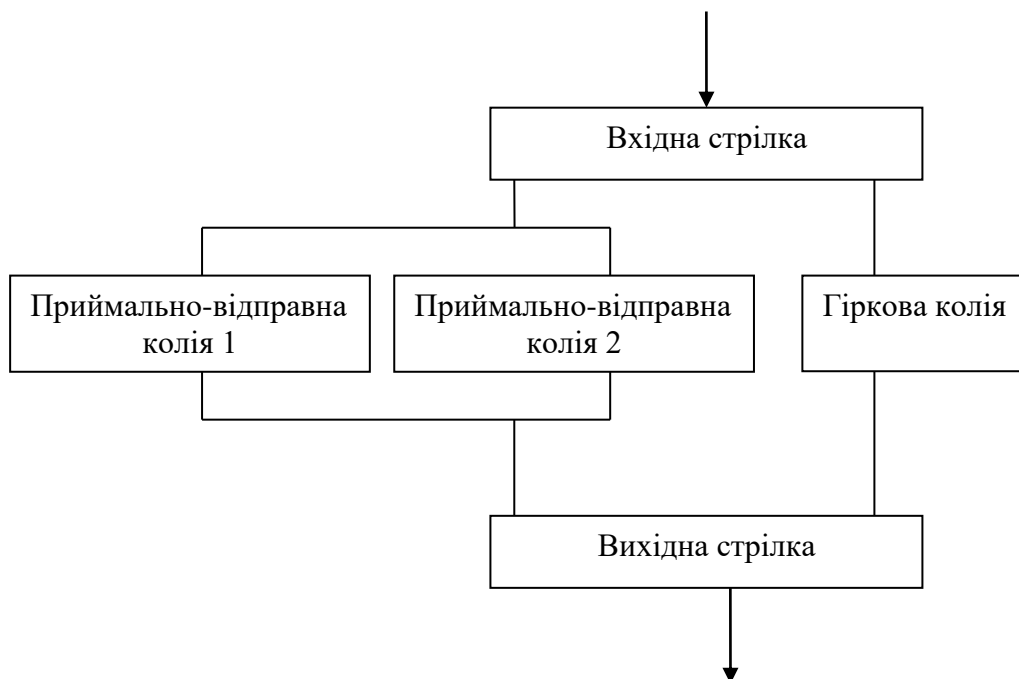 Вхідна стрілка
Приймально-відправна
колія 1
Приймально-відправна
колія 2
Гіркова колія
Вихідна стрілка